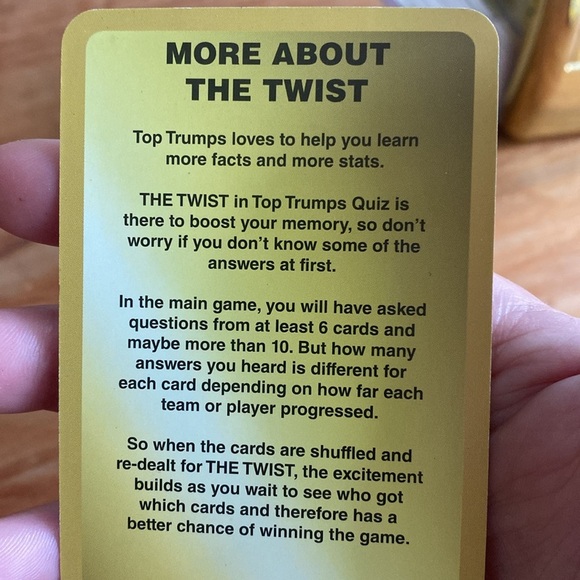 MORE ABOUT
THE TWIST
Top Trumps loves to help you learn
more facts and more stats.
THE TWIST in Top Trumps Quiz is
there to boost your memory, so don't
worry if you don't know some of the
answers at first.
In the main game, you will have asked
questions from at least 6 cards and
maybe more than 10. But how many
answers you heard is different for
each card depending on how far each
team or player progressed.
So when the cards are shuffled and
re-dealt for THE TWIST, the excitement
builds as you wait to see who got
which cards and therefore has a
better chance of winning the game.